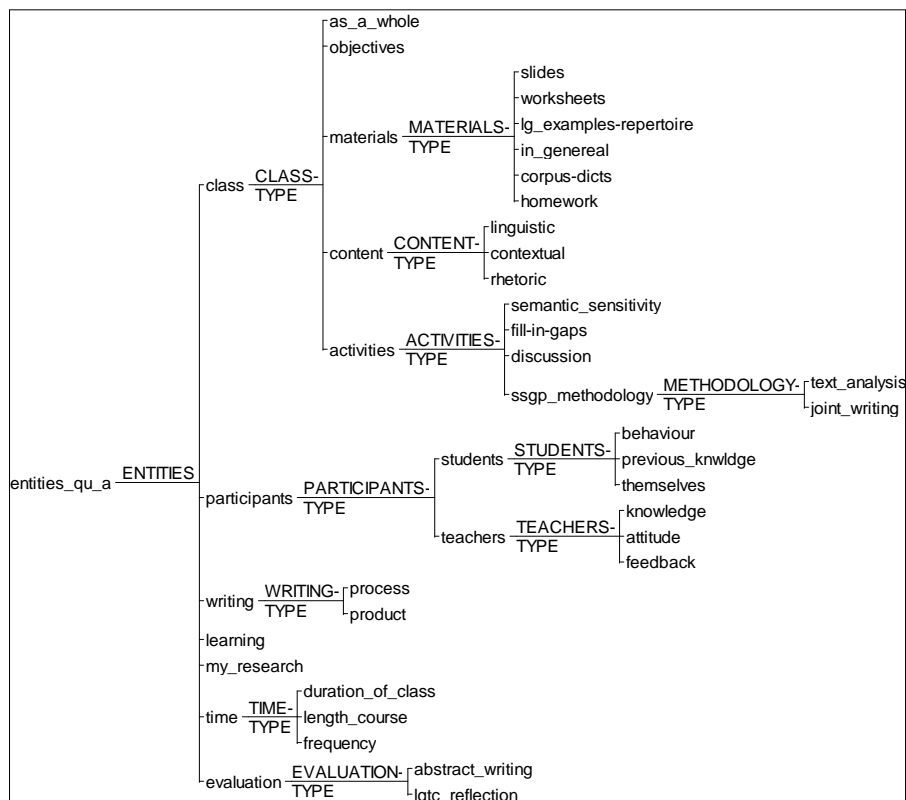 as_a_whole
objectives
slides
worksheets
lg_examples-repertoire
materials MATERIALS-
TYPE
in_genereal
corpus-dicts
homework
class CLASS-
TYPE
linguistic
content CONTENT-
TYPE
contextual
rhetoric
semantic_sensitivity
fill-in-gaps
activities ACTIVITIES-
TYPE
discussion
ssgp_methodology METHODOLOGY-
TYPE
text_analysis
joint_writing
behaviour
students STUDENTS-
TYPE
previous_knwldge
themselves
entities_qu_a ENTITIES
participants PARTICIPANTS-
TYPE
knowledge
teachers TEACHERS-
TYPE
attitude
feedback
writing WRITING-
TYPE
process
product
learning
my_research
duration_of_class
time TIME-
TYPE
length_course
frequency
evaluation EVALUATION-
TYPE
abstract_writing
lgtc_reflection